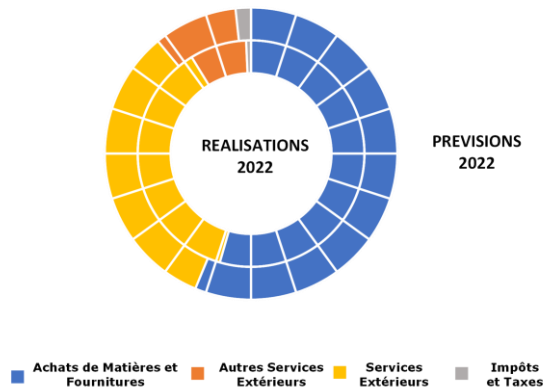 REALISATIONS
2022
PREVISIONS
2022
Achats de Matières et
Fournitures
Autres Services
Extérieurs
Services
Extérieurs
Impôts
et Taxes